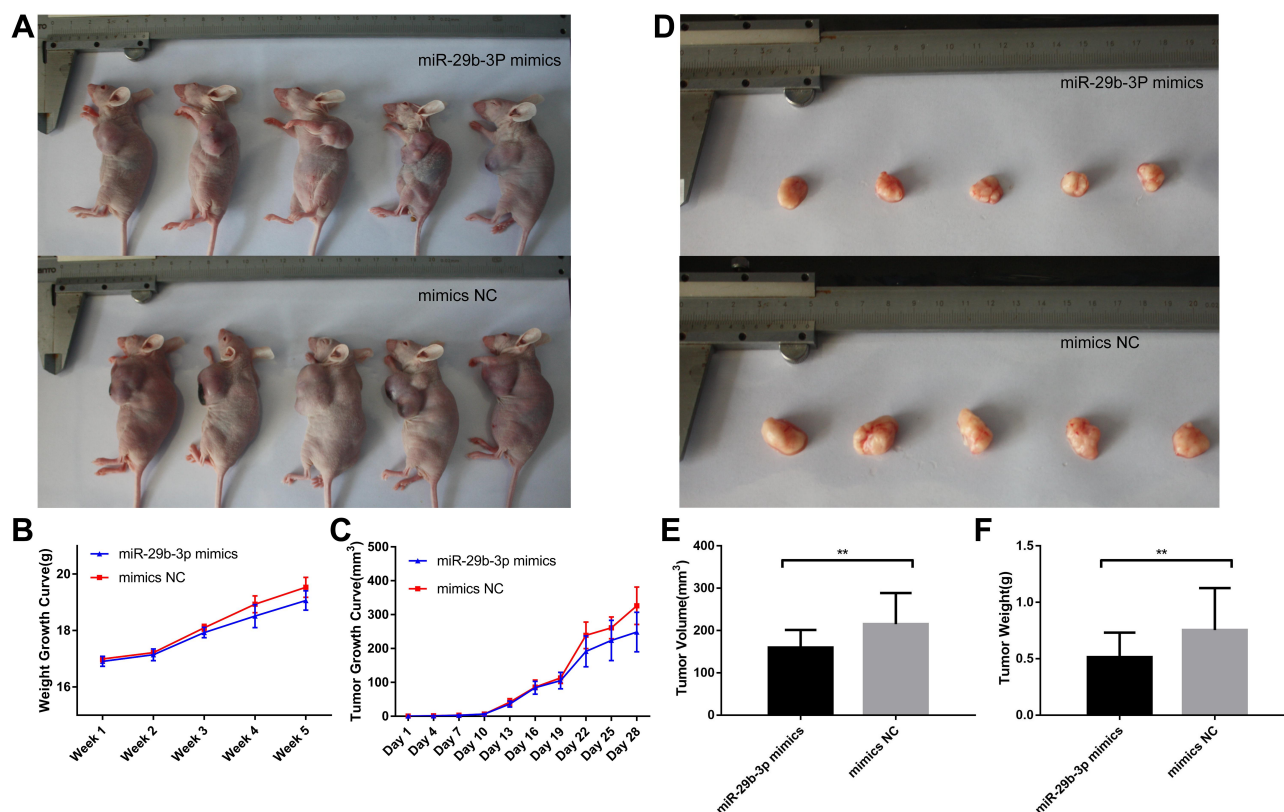 A
miR-29b-3P mimics
mimics NC
D
miR-29b-3P mimics
mimics NC
B
Weight Growth Curve(g)
miR-29b-3p mimics
mimics NC
20
18
16
Week 1
Week 2
Week 3
Week 4
Week 5
C
Tumor Growth Curve(mm³)
miR-29b-3p mimics
mimics NC
500
400
300
200
100
0
Day 1
Day 4
Day 7
Day 10
Day 13
Day 16
Day 19
Day 22
Day 25
Day 28
E
Tumor Volume(mm³)
400
300
200
100
0
**
miR-29b-3p mimics
mimics NC
F
Tumor Weight(g)
1.5
1.0
0.5
0.0
**
miR-29b-3p mimics
mimics NC